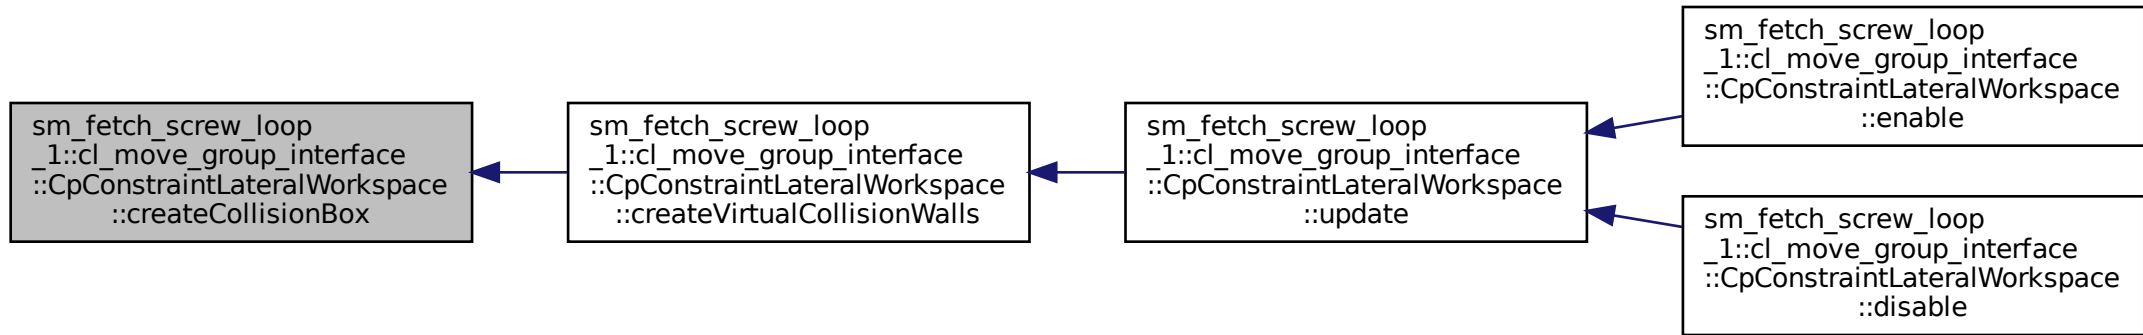 sm_fetch_screw_loop
_1::cl_move_group_interface
::CpConstraintLateralWorkspace
::createCollisionBox
sm_fetch_screw_loop
_1::cl_move_group_interface
::CpConstraintLateralWorkspace
::createVirtualCollisionWalls
sm_fetch_screw_loop
_1::cl_move_group_interface
::CpConstraintLateralWorkspace
::update
sm_fetch_screw_loop
_1::cl_move_group_interface
::CpConstraintLateralWorkspace
::enable
sm_fetch_screw_loop
_1::cl_move_group_interface
::CpConstraintLateralWorkspace
::disable